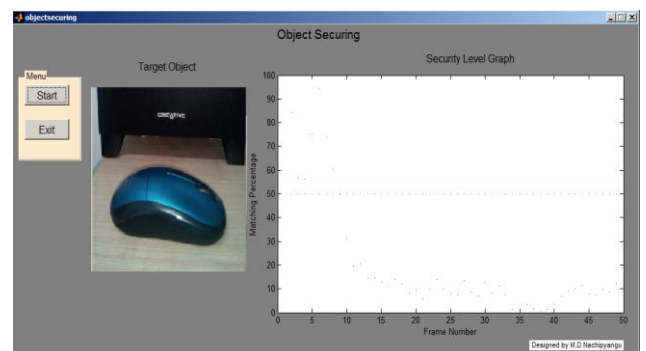 objectsecuring
Object Securing
Menu
Start
Exit
Target Object
CREATIVE
Security Level Graph
Matching Percentage
100
90
80
70
60
50
40
30
20
10
0
0 5 10 15 20 25 30 35 40 45 50
Frame Number
Designed by M.D Nachipyangu